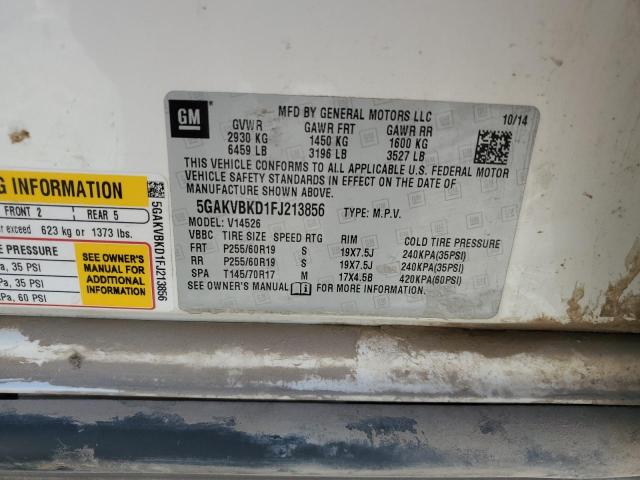 GM
MFD BY GENERAL MOTORS LLC
10/14
GVWR GAWR FRT GAWR RR
2930 KG 1450 KG 1600 KG
6459 LB 3196 LB 3527 LB
THIS VEHICLE CONFORMS TO ALL APPLICABLE U.S. FEDERAL MOTOR
VEHICLE SAFETY STANDARDS IN EFFECT ON THE DATE OF
MANUFACTURE SHOWN ABOVE.
5GAKVBKD1FJ213856 TYPE: M.P.V.
MODEL: V14526
VBBC TIRE SIZE SPEED RTG RIM COLD TIRE PRESSURE
FRT P255/60R19 S 19X7.5J 240KPA(35PSI)
RR P255/60R19 S 19X7.5J 240KPA(35PSI)
SPA T145/70R17 M 17X4.5B 420KPA(60PSI)
SEE OWNER'S MANUAL FOR MORE INFORMATION.
G INFORMATION
FRONT 2 REAR 5
er exceed 623 kg or 1373 lbs.
E PRESSURE
a, 35 PSI
a, 35 PSI
Pa, 60 PSI
SEE OWNER'S
MANUAL FOR
ADDITIONAL
INFORMATION
5GAKVBKD1FJ213856